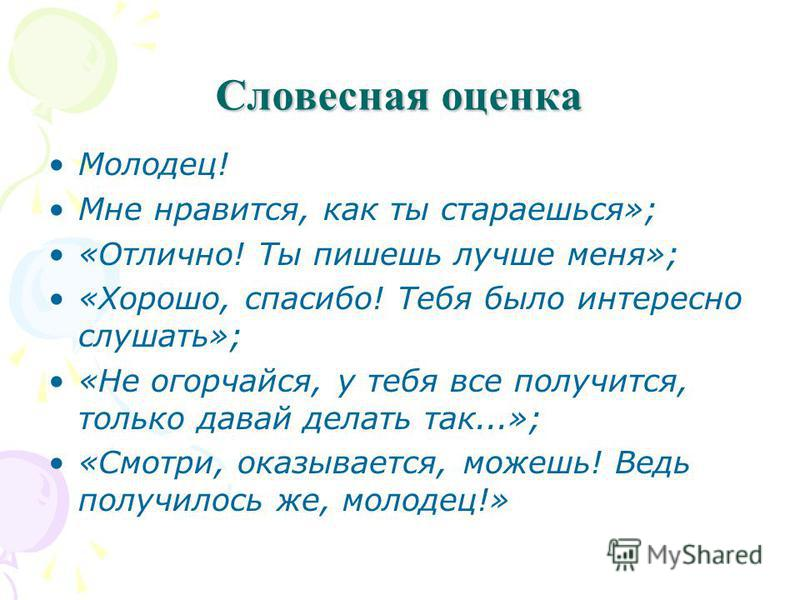 Словесная оценка
• Молодец!
• Мне нравится, как ты стараешься»;
• «Отлично! Ты пишешь лучше меня»;
• «Хорошо, спасибо! Тебя было интересно
слушать»;
• «Не огорчайся, у тебя все получится,
только давай делать так...»;
• «Смотри, оказывается, можешь! Ведь
получилось же, молодец!»
MyShared